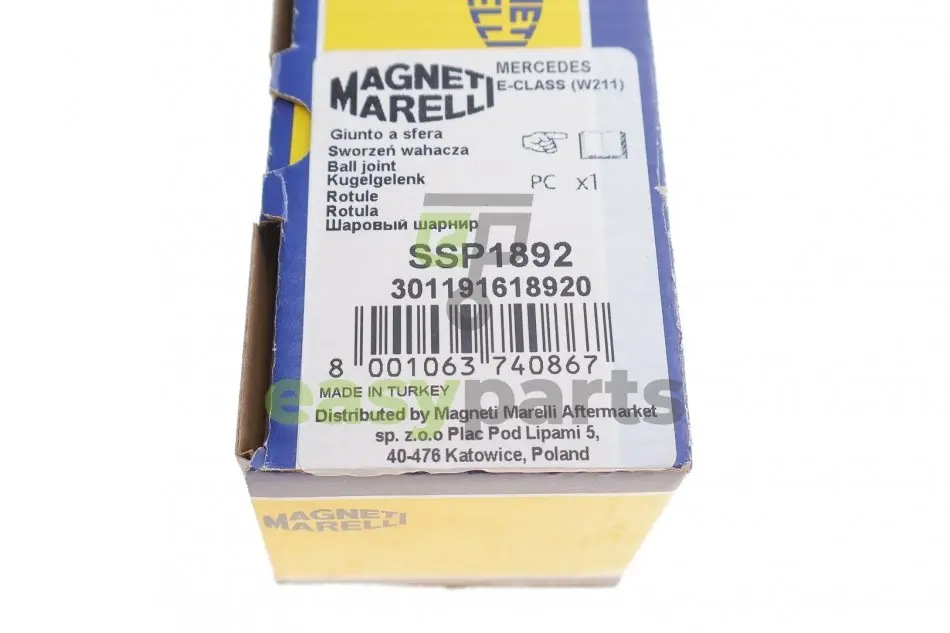 NETI
ELLI
MAGNETI
MARELLI
MERCEDES
E-CLASS (W211)
Giunto a sfera
Sworzeń wahacza
Ball joint
Kugelgelenk
Rotule
Rotula
Шаровый шарнир
PC x1
SSP1892
301191618920
8 001063 740867
easyparts
MADE IN TURKEY
Distributed by Magneti Marelli Aftermarket
sp. z.o.o Plac Pod Lipami 5,
40-476 Katowice, Poland
MAGNETI
MARELLI